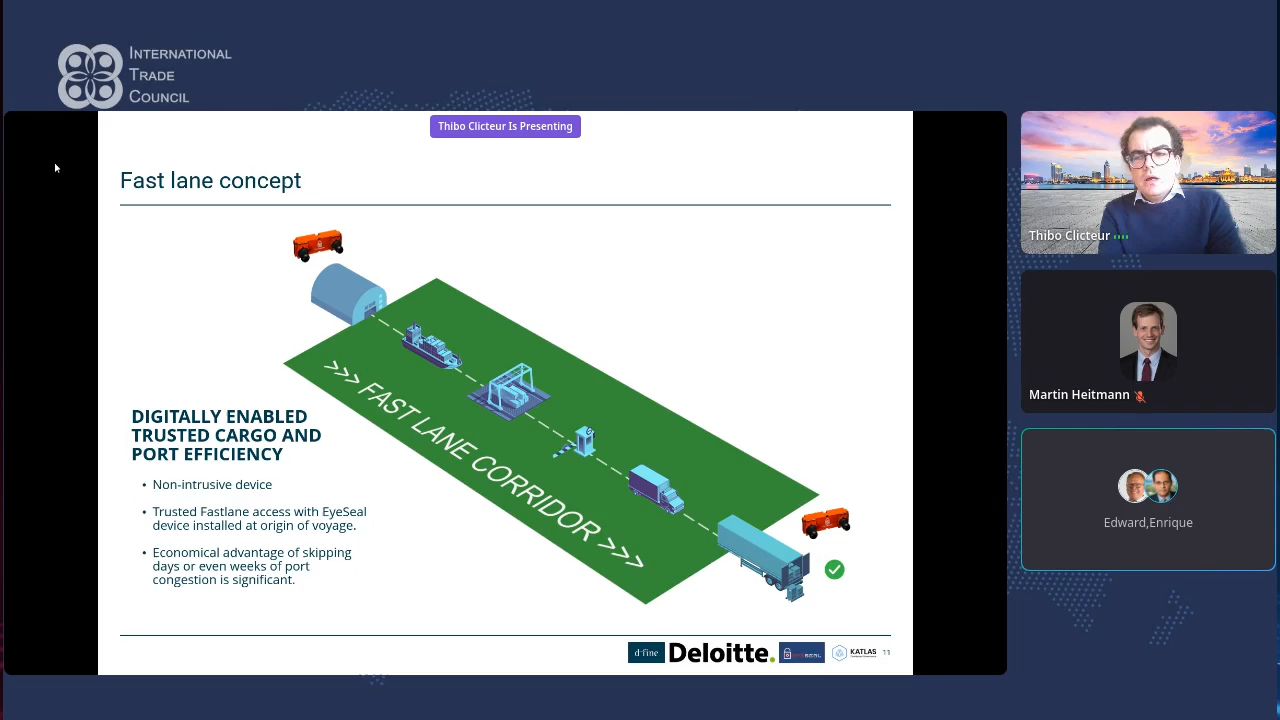 INTERNATIONAL
TRADE
COUNCIL
Thibo Clicteur Is Presenting
Fast lane concept
>>> FAST LANE CORRIDOR >>>
DIGITALLY ENABLED
TRUSTED CARGO AND
PORT EFFICIENCY
• Non-intrusive device
• Trusted Fastlane access with EyeSeal
device installed at origin of voyage.
• Economical advantage of skipping
days or even weeks of port
congestion is significant.
d-fine
Deloitte.
KATLAS
11
Thibo Clicteur
Martin Heitmann
Edward,Enrique